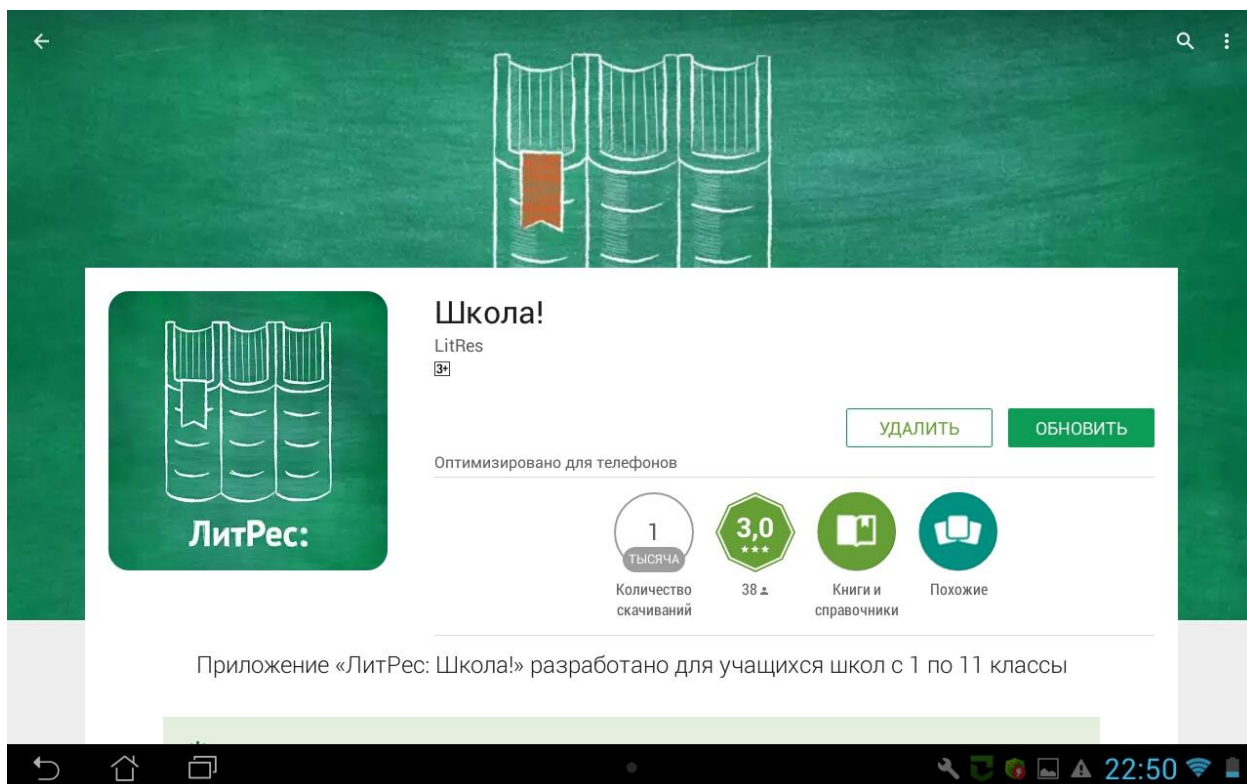 Школа!
LitRes
3+
УДАЛИТЬ
ОБНОВИТЬ
Оптимизировано для телефонов
ЛитРес:
1
ТЫСЯЧА
Количество
скачиваний
3,0
38
Книги и
справочники
Похожие
Приложение «ЛитРес: Школа!» разработано для учащихся школ с 1 по 11 классы
22:50